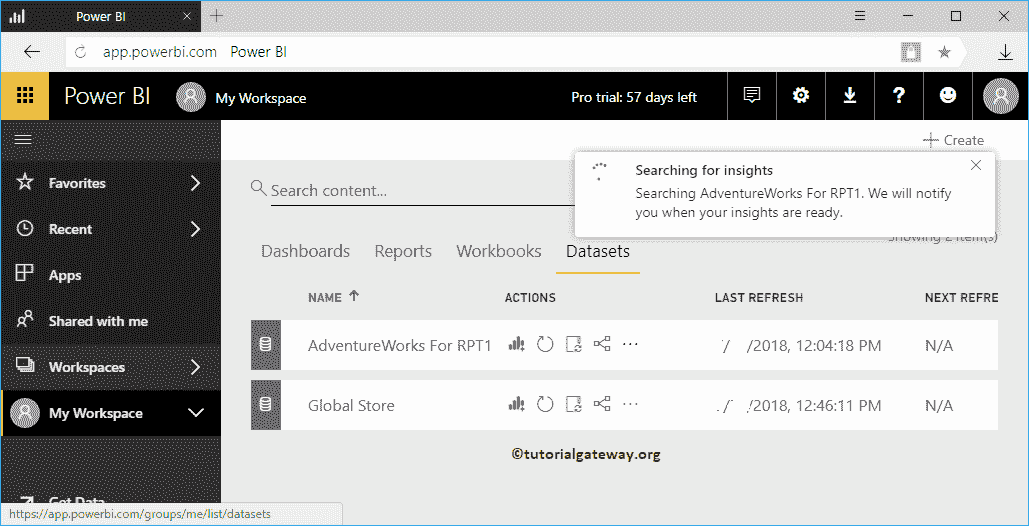 Power BI
app.powerbi.com Power BI
Power BI My Workspace Pro trial: 57 days left ?
Create
Searching for insights
Searching AdventureWorks For RPT1. We will notify
you when your insights are ready.
Favorites
Recent
Apps
Shared with me
Workspaces
My Workspace
Get Data
Search content...
Showing 2 item(s)
Dashboards Reports Workbooks Datasets
NAME ACTIONS LAST REFRESH NEXT REFRE
AdventureWorks For RPT1 ... / /2018, 12:04:18 PM N/A
Global Store ... / /2018, 12:46:11 PM N/A
©tutorialgateway.org
https://app.powerbi.com/groups/me/list/datasets